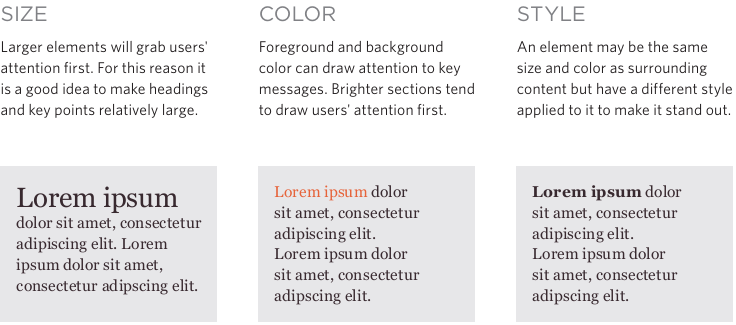 SIZE
Larger elements will grab users'
attention first. For this reason it
is a good idea to make headings
and key points relatively large.
Lorem ipsum
dolor sit amet, consectetur
adipiscing elit. Lorem
ipsum dolor sit amet,
consectetur adipscing elit.
COLOR
Foreground and background
color can draw attention to key
messages. Brighter sections tend
to draw users' attention first.
Lorem ipsum dolor
sit amet, consectetur
adipiscing elit.
Lorem ipsum dolor
sit amet, consectetur
adipscing elit.
STYLE
An element may be the same
size and color as surrounding
content but have a different style
applied to it to make it stand out.
Lorem ipsum dolor
sit amet, consectetur
adipiscing elit.
Lorem ipsum dolor
sit amet, consectetur
adipscing elit.